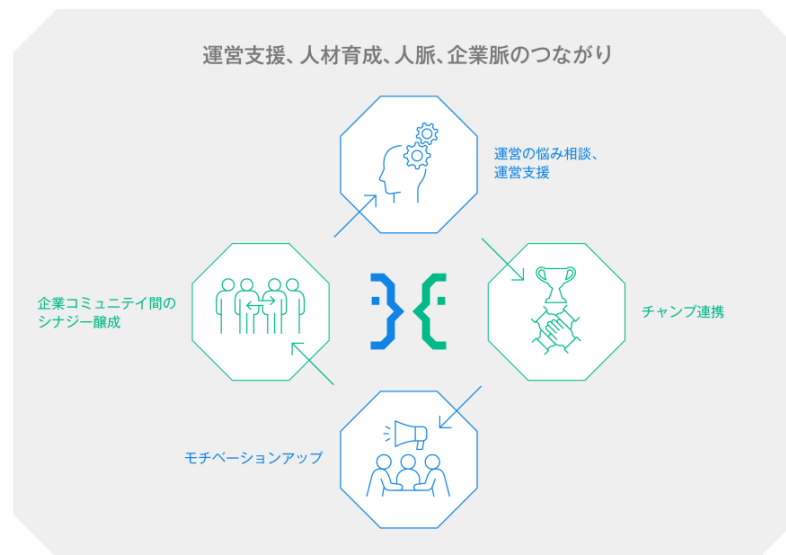 運営支援、人材育成、人脈、企業脈のつながり
運営の悩み相談、
運営支援
企業コミュニテイ間の
シナジー醸成
チャンプ連携
モチベーションアップ